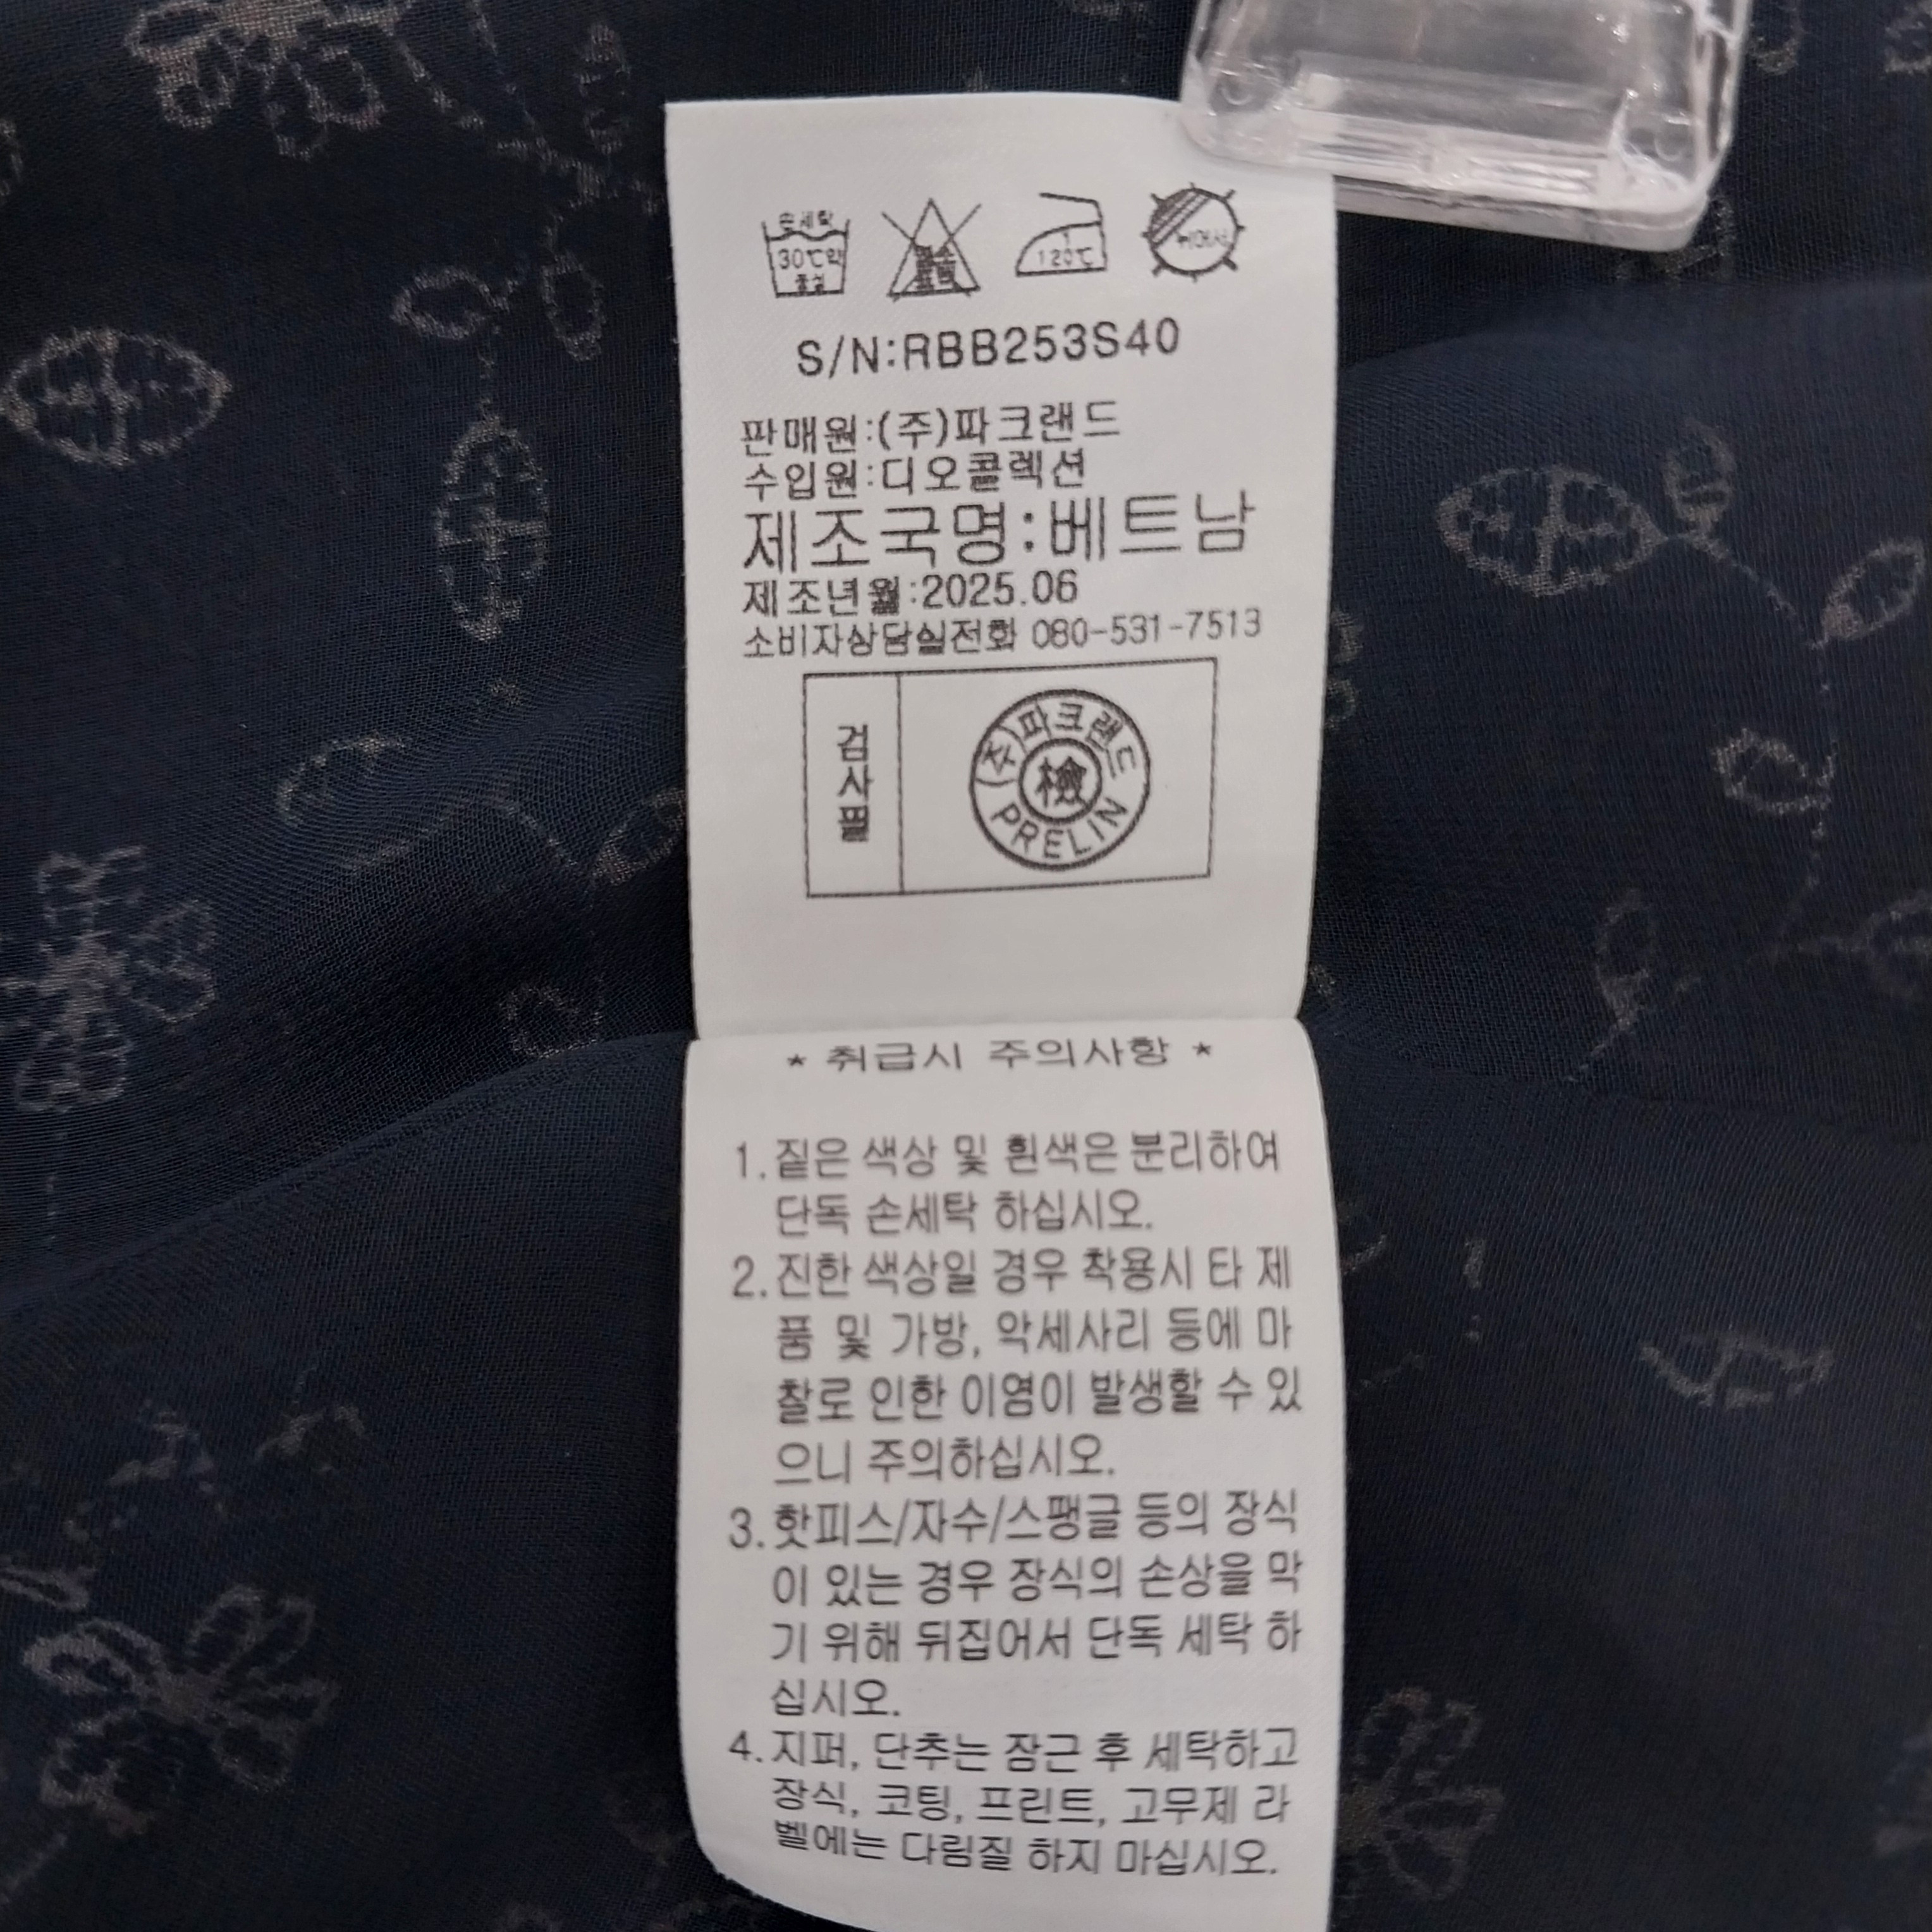 손세탁
30℃약
중성
염소
표백
120℃
뉘어서
S/N:RBB253S40
판매원:(주)파크랜드
수입원:디오콜렉션
제조국명:베트남
제조년월:2025.06
소비자상담실전화 080-531-7513
검사필
(주)파크랜드
檢
PRELIN
* 취급시 주의사항 *
1.짙은 색상 및 흰색은 분리하여
단독 손세탁 하십시오.
2.진한 색상일 경우 착용시 타 제
품 및 가방, 악세사리 등에 마
찰로 인한 이염이 발생할 수 있
으니 주의하십시오.
3.핫피스/자수/스팽글 등의 장식
이 있는 경우 장식의 손상을 막
기 위해 뒤집어서 단독 세탁 하
십시오.
4.지퍼, 단추는 잠근 후 세탁하고
장식, 코팅, 프린트, 고무제 라
벨에는 다림질 하지 마십시오.